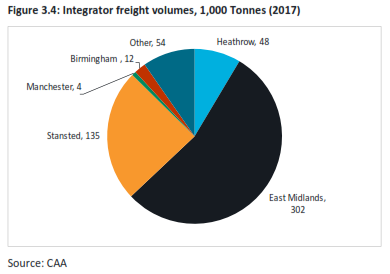 Figure 3.4: Integrator freight volumes, 1,000 Tonnes (2017)
Other, 54
Heathrow, 48
Birmingham , 12
Manchester, 4
Stansted, 135
East Midlands,
302
Source: CAA